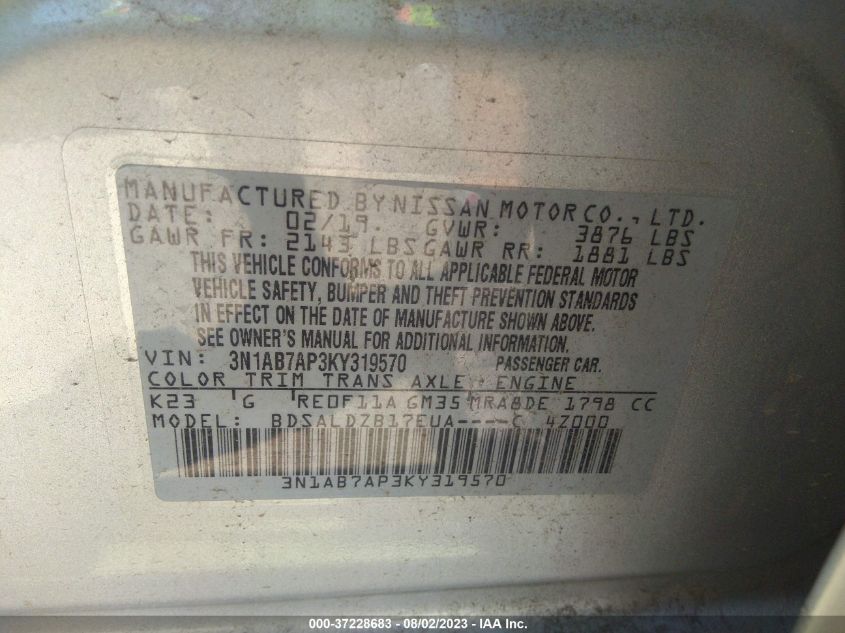 MANUFACTURED BY NISSAN MOTOR CO., LTD.
DATE: 02/19. GVWR: 3876 LBS
GAWR FR: 2143 LBS GAWR RR: 1881 LBS
THIS VEHICLE CONFORMS TO ALL APPLICABLE FEDERAL MOTOR
VEHICLE SAFETY, BUMPER AND THEFT PREVENTION STANDARDS
IN EFFECT ON THE DATE OF MANUFACTURE SHOWN ABOVE.
SEE OWNER'S MANUAL FOR ADDITIONAL INFORMATION.
VIN: 3N1AB7AP3KY319570 PASSENGER CAR.
COLOR TRIM TRANS AXLE ENGINE
K23 G RE0F11A GM35 MRA8DE 1798 CC
MODEL: BDSALDZB17EUA----C 4Z000
3N1AB7AP3KY319570
000-37228683 - 08/02/2023 - IAA Inc.